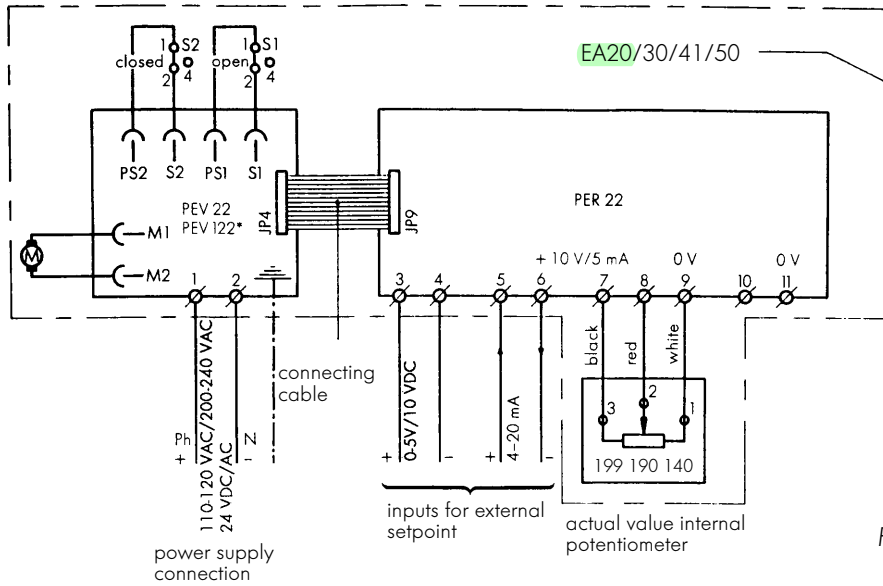 1 S2
closed
2 4
1 S1
open
2 4
EA20/30/41/50
PS2 S2 PS1 S1
PEV 22
PEV 122*
JP4
JP9
PER 22
M1
M
M2
+ 10 V/5 mA 0 V 0 V
1 2 3 4 5 6 7 8 9 10 11
connecting
cable
Ph
+
110-120 VAC/200-240 VAC
24 VDC/AC
N
-
0-5V/10 VDC
+ -
4-20 mA
+ -
black
red
white
3 2 1
199 190 140
inputs for external
setpoint
actual value internal
potentiometer
power supply
connection